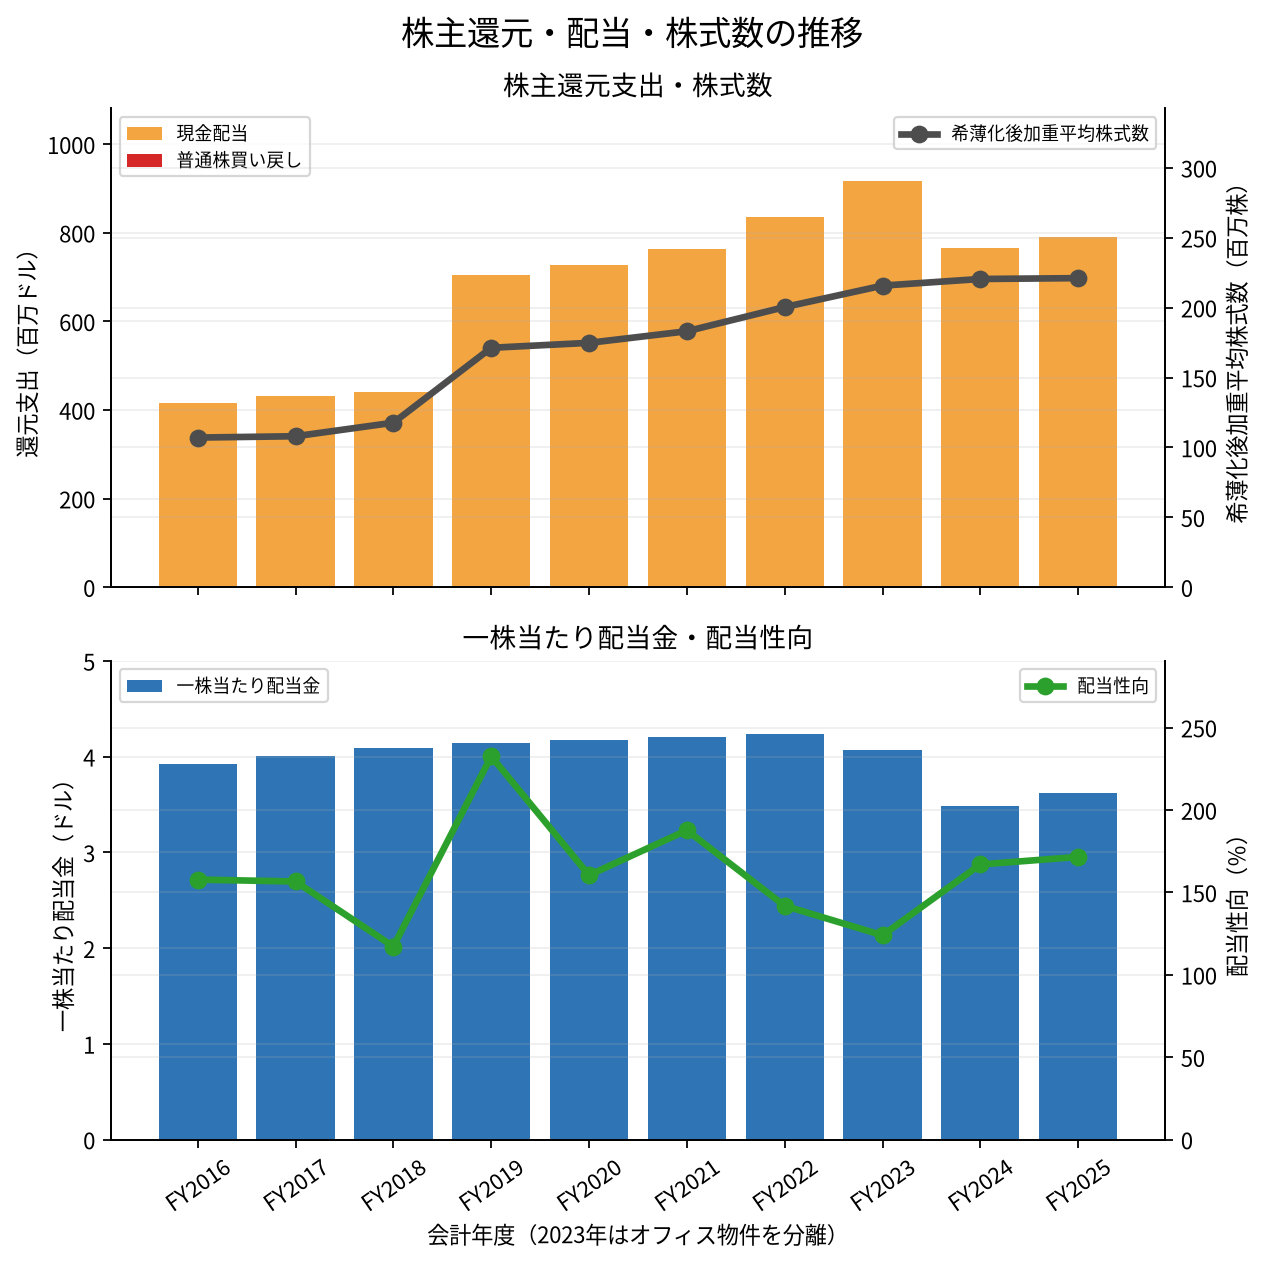 株主還元・配当・株式数の推移
株主還元支出・株式数
現金配当
普通株買い戻し
希薄化後加重平均株式数
還元支出（百万ドル）
1000
800
600
400
200
0
300
250
200
150
100
50
0
希薄化後加重平均株式数（百万株）
一株当たり配当金・配当性向
一株当たり配当金
配当性向
一株当たり配当金（ドル）
5
4
3
2
1
0
250
200
150
100
50
0
配当性向（%）
FY2016 FY2017 FY2018 FY2019 FY2020 FY2021 FY2022 FY2023 FY2024 FY2025
会計年度（2023年はオフィス物件を分離）